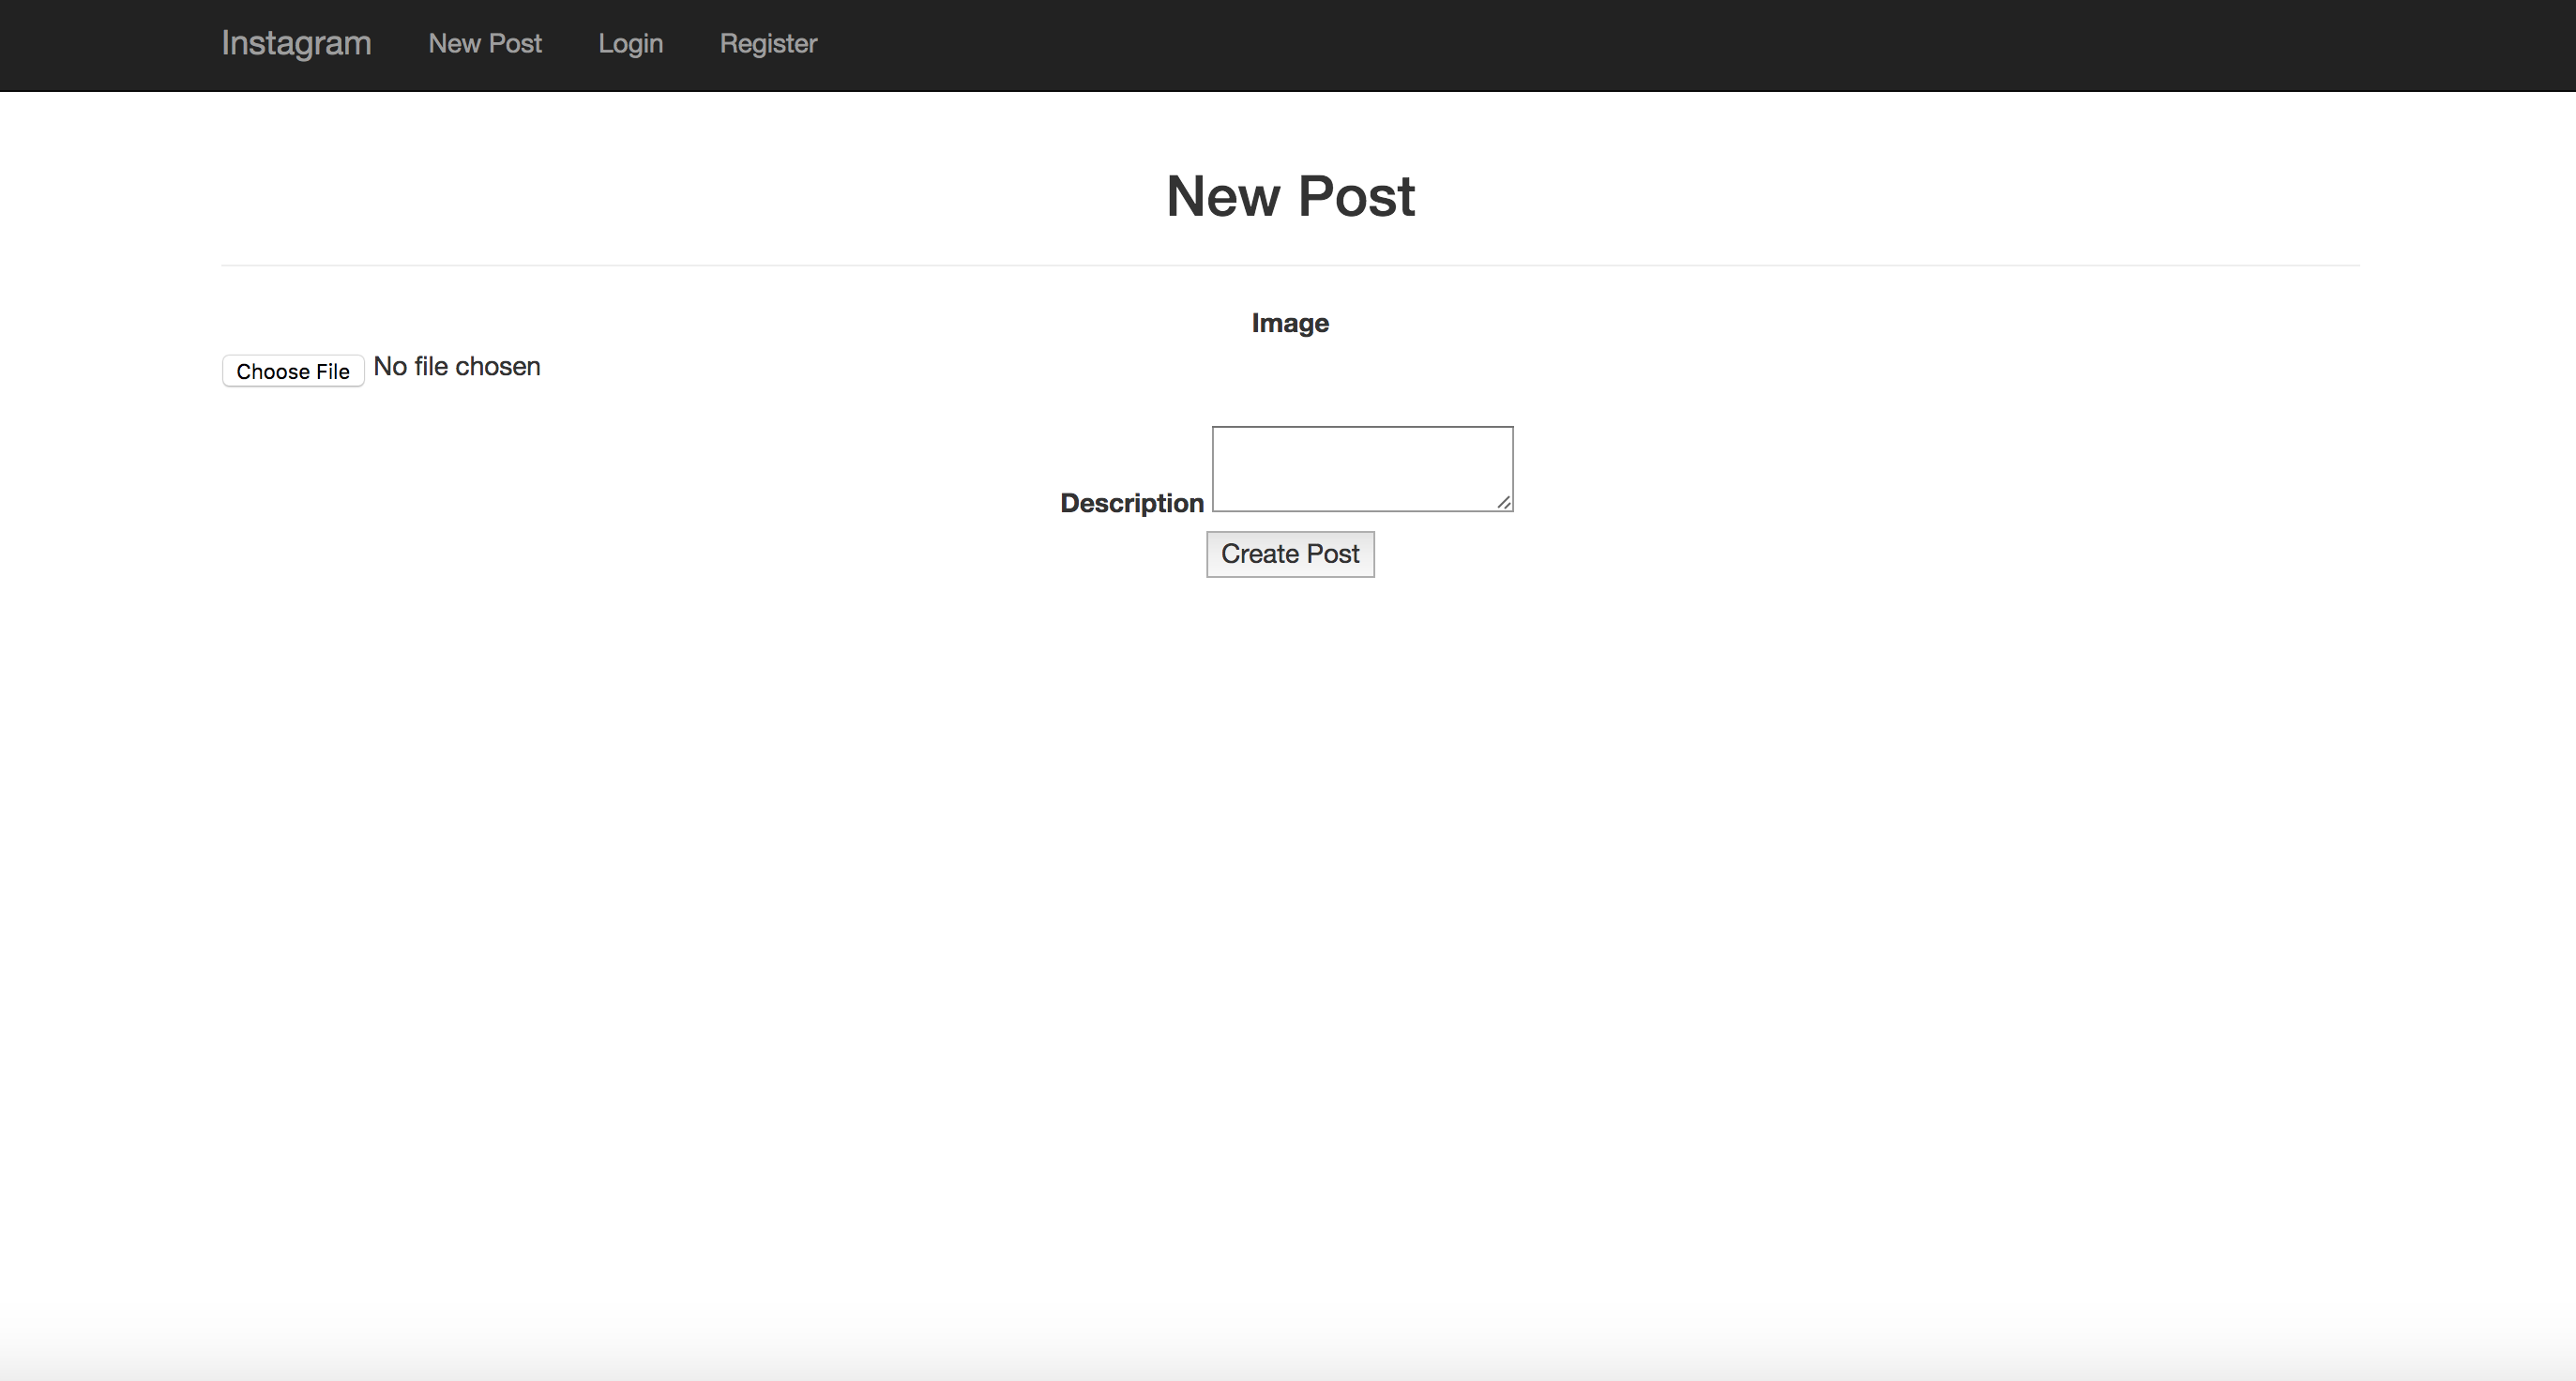 Instagram New Post Login Register
New Post
Image
Choose File No file chosen
Description
Create Post